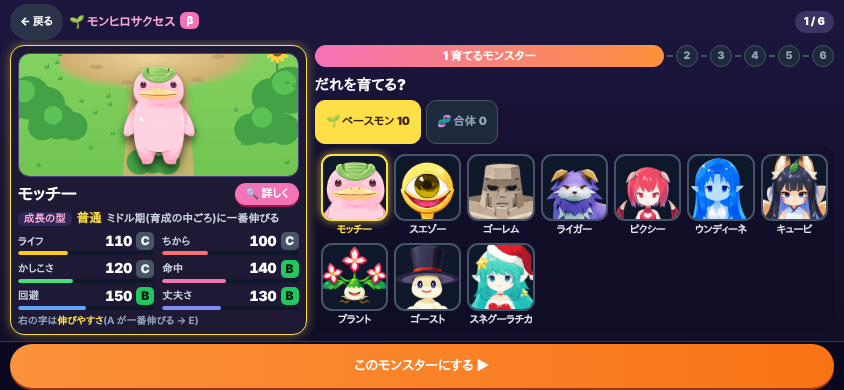 ← 戻る
🌱 モンヒロサクセス β
1 / 6
モッチー
🔍 詳しく
成長の型 普通 ミドル期(育成の中ごろ)に一番伸びる
ライフ 110 C
ちから 100 C
かしこさ 120 C
命中 140 B
回避 150 B
丈夫さ 130 B
右の字は伸びやすさ(A が一番伸びる → E)
1 育てるモンスター
2
3
4
5
6
だれを育てる?
🌱 ベースモン 10
🧬 合体 0
モッチー
スエゾー
ゴーレム
ライガー
ピクシー
ウンディーネ
キュービ
プラント
ゴースト
スネグーラチカ
このモンスターにする ▶